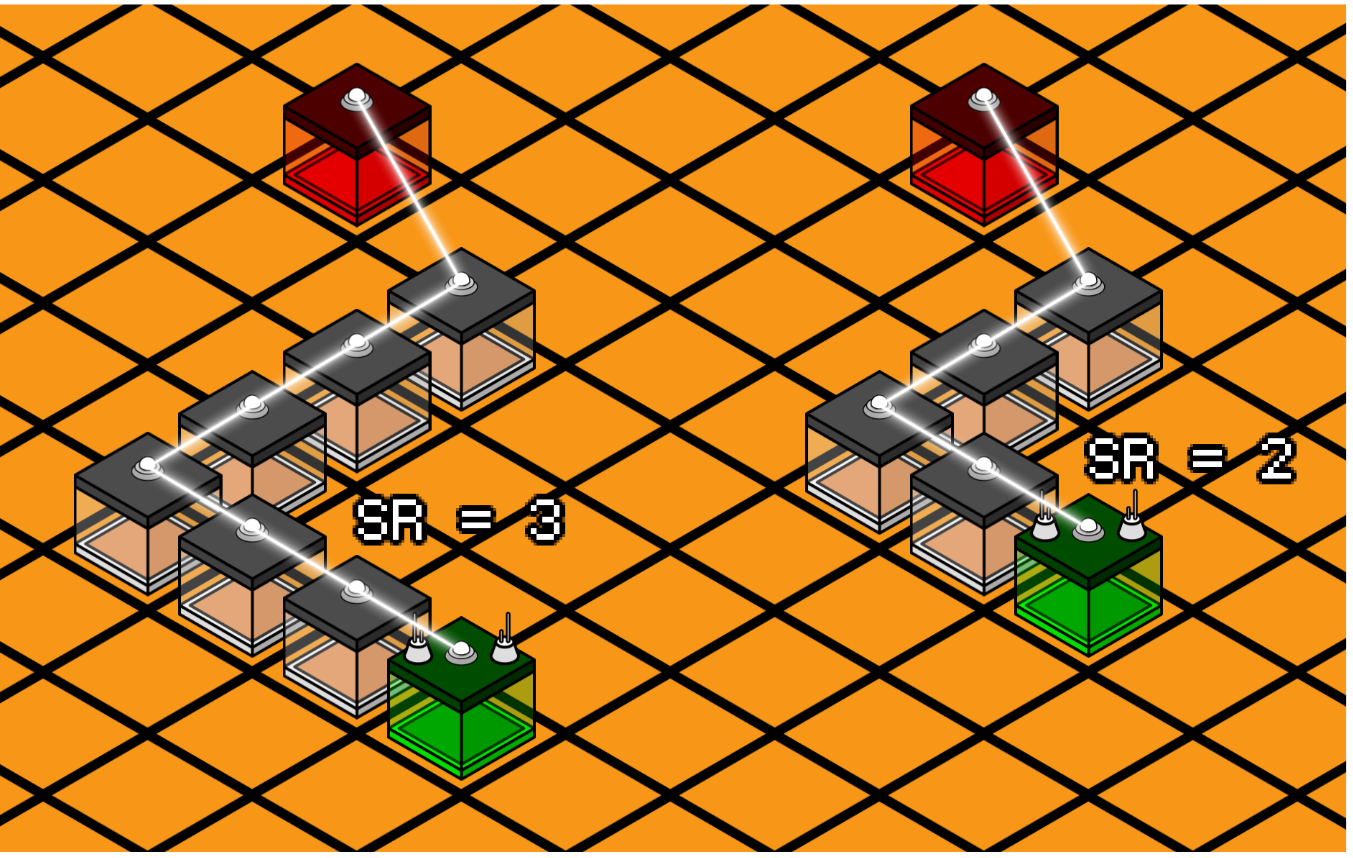 SR = 2
SR = 3